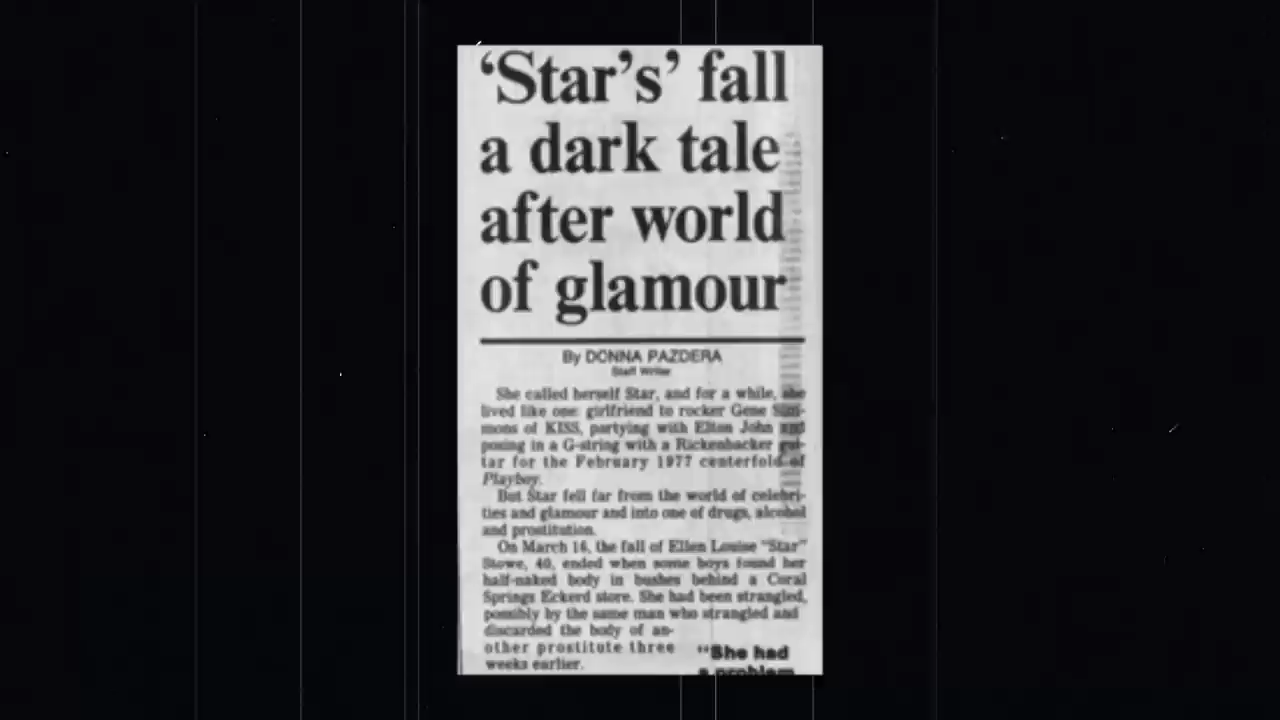 ‘Star’s’ fall
a dark tale
after world
of glamour
By DONNA PAZDERA
Staff Writer
She called herself Star, and for a while, she
lived like one: girlfriend to rocker Gene Sim-
mons of KISS, partying with Elton John and
posing in a G-string with a Rickenbacker gui-
tar for the February 1977 centerfold of
Playboy.
But Star fell far from the world of celebri-
ties and glamour and into one of drugs, alcohol
and prostitution.
On March 16, the fall of Ellen Louise "Star"
Stowe, 40, ended when some boys found her
half-naked body in bushes behind a Coral
Springs Eckerd store. She had been strangled,
possibly by the same man who strangled and
discarded the body of an-
other prostitute three
weeks earlier.
“She had
a problem